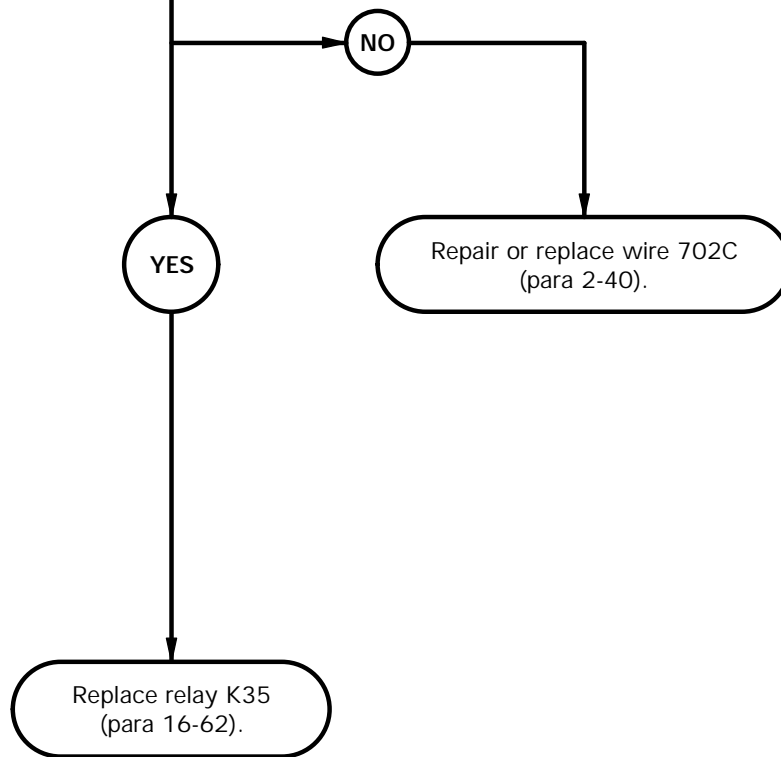 NO
YES
Repair or replace wire 702C
(para 2-40).
Replace relay K35
(para 16-62).